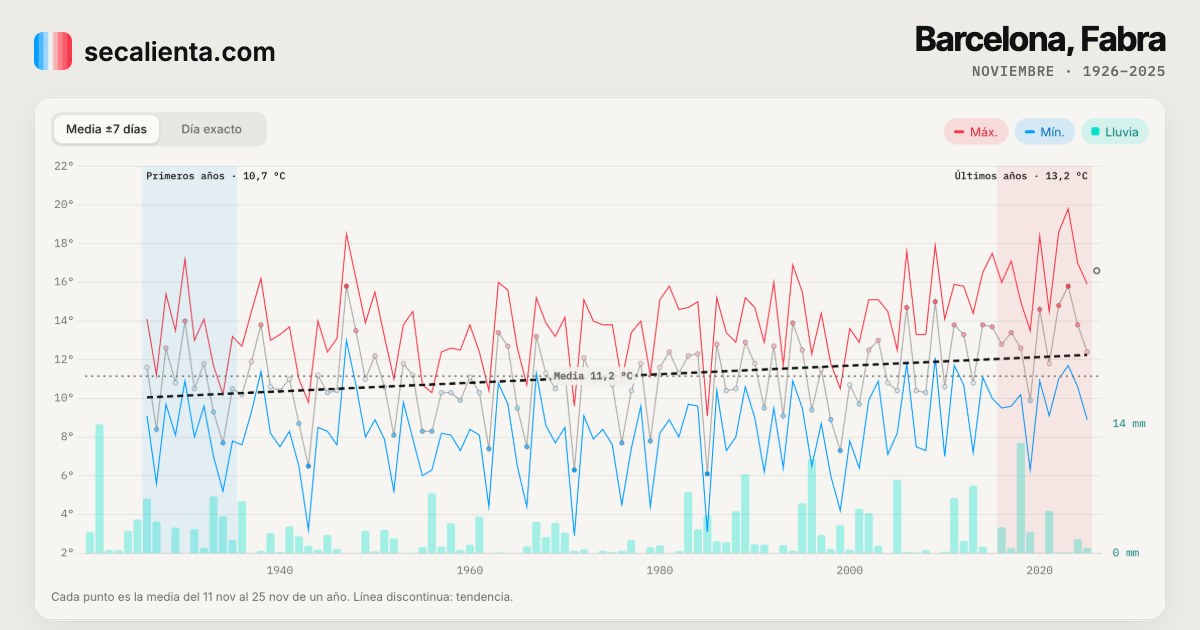 secalienta.com
Barcelona, Fabra
NOVIEMBRE · 1926–2025
Media ±7 días
Día exacto
Máx.
Mín.
Lluvia
22°
Primeros años · 10,7 °C
Últimos años · 13,2 °C
20°
18°
16°
14°
12°
Media 11,2 °C
10°
14 mm
8°
6°
4°
2°
0 mm
1940
1960
1980
2000
2020
Cada punto es la media del 11 nov al 25 nov de un año. Línea discontinua: tendencia.